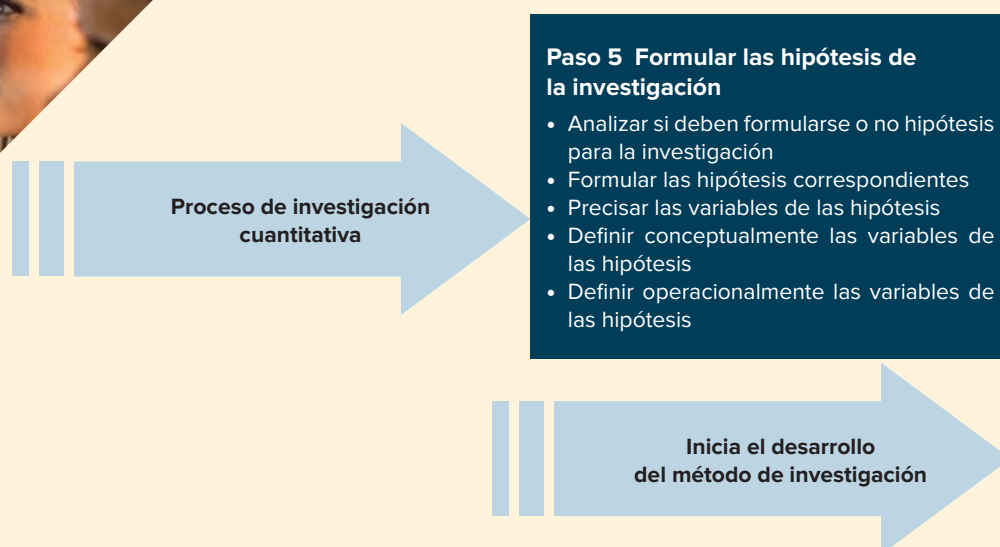 Paso 5 Formular las hipótesis de
la investigación
• Analizar si deben formularse o no hipótesis
para la investigación
• Formular las hipótesis correspondientes
• Precisar las variables de las hipótesis
• Definir conceptualmente las variables de
las hipótesis
• Definir operacionalmente las variables de
las hipótesis
Proceso de investigación
cuantitativa
Inicia el desarrollo
del método de investigación